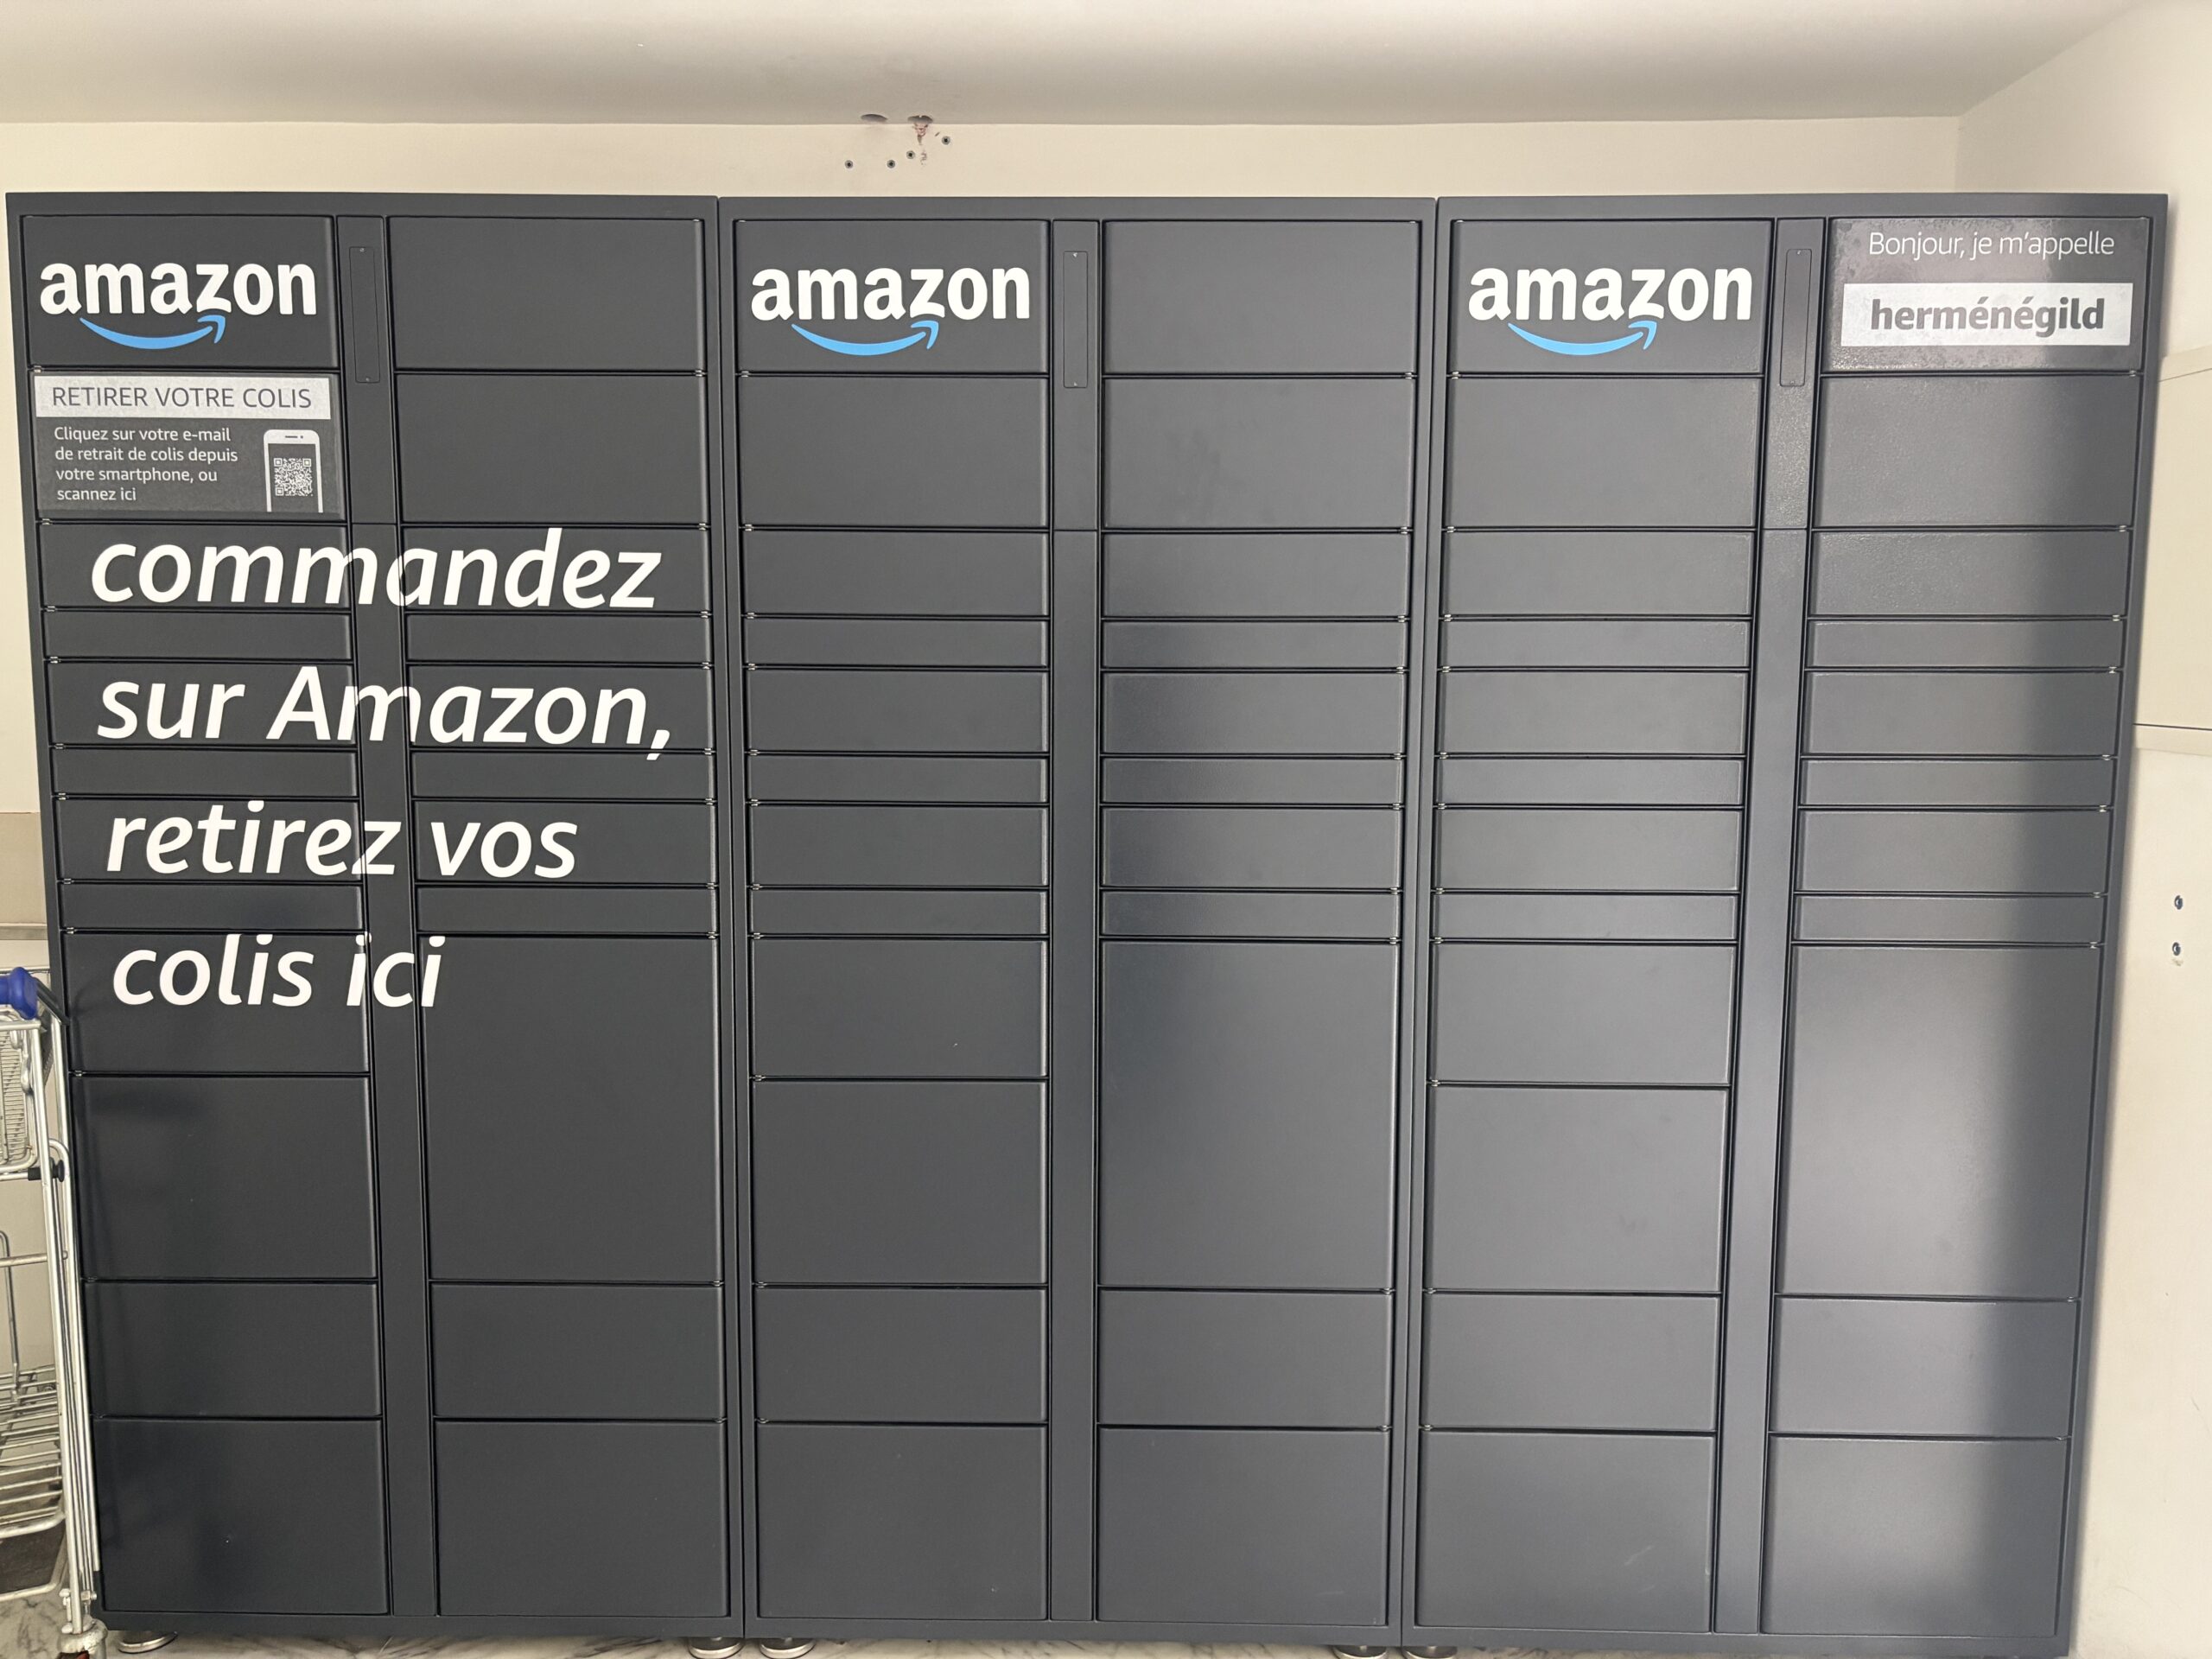 amazon
RETIRER VOTRE COLIS
Cliquez sur votre e-mail
de retrait de colis depuis
votre smartphone, ou
scannez ici
commandez
sur Amazon,
retirez vos
colis ici
amazon
amazon
Bonjour, je m'appelle
herménégild